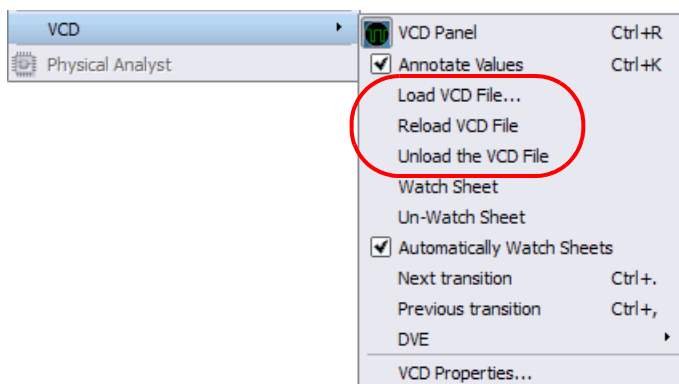 VCD
Physical Analyst
VCD Panel Ctrl+R
Annotate Values Ctrl+K
Load VCD File...
Reload VCD File
Unload the VCD File
Watch Sheet
Un-Watch Sheet
Automatically Watch Sheets
Next transition Ctrl+.
Previous transition Ctrl+,
DVE
VCD Properties...